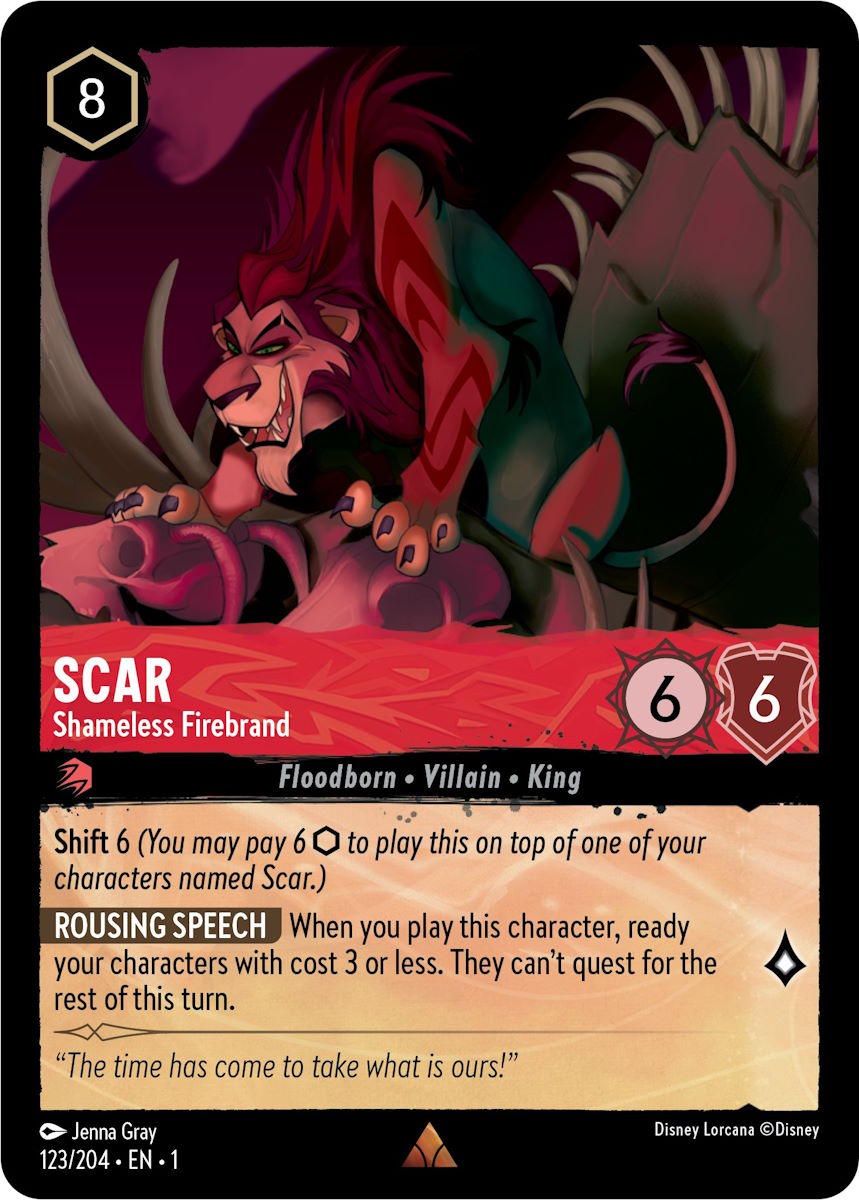 8
SCAR
Shameless Firebrand
6
6
Floodborn • Villain • King
Shift 6 (You may pay 6 ⬡ to play this on top of one of your
characters named Scar.)
ROUSING SPEECH When you play this character, ready
your characters with cost 3 or less. They can’t quest for the
rest of this turn.
“The time has come to take what is ours!”
Jenna Gray
123/204 • EN • 1
Disney Lorcana ©Disney